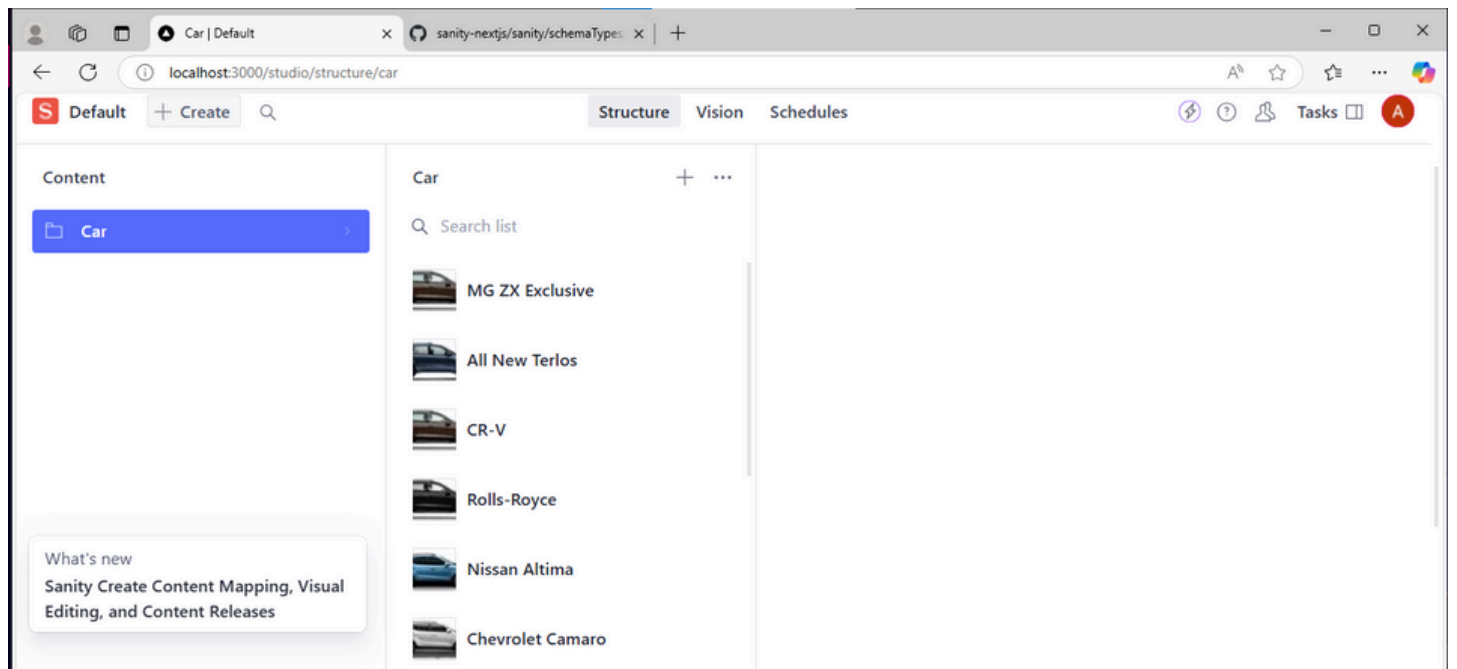 Car | Default
sanity-nextjs/sanity/schemaTypes
localhost:3000/studio/structure/car
S Default + Create
Structure Vision Schedules
Tasks A
Content
Car
Car
Search list
MG ZX Exclusive
All New Terlos
CR-V
Rolls-Royce
Nissan Altima
Chevrolet Camaro
What's new
Sanity Create Content Mapping, Visual
Editing, and Content Releases